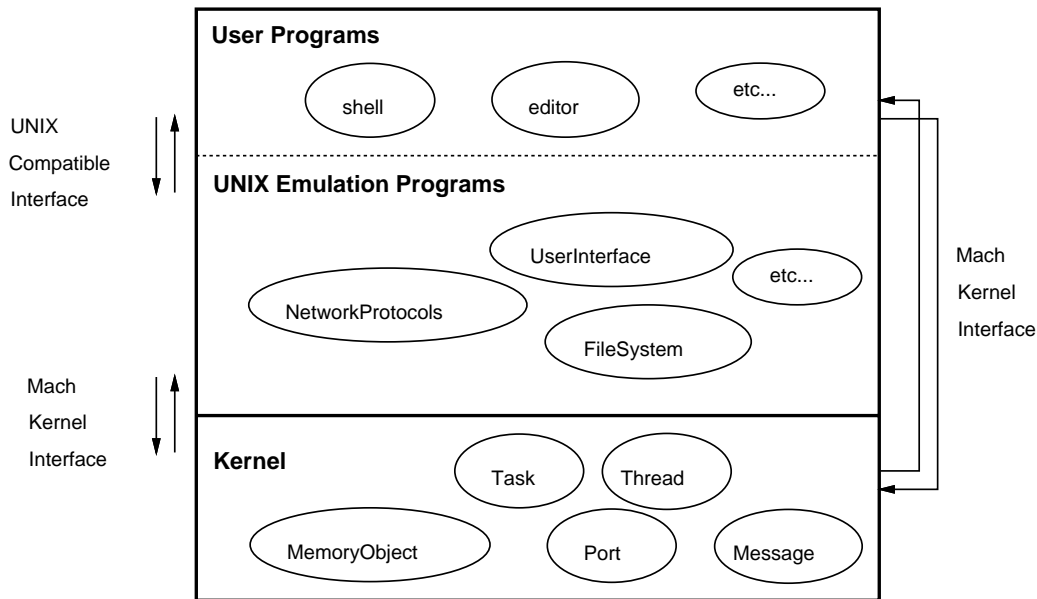 User Programs
shell
editor
etc...
UNIX
Compatible
Interface
UNIX Emulation Programs
UserInterface
etc...
NetworkProtocols
FileSystem
Mach
Kernel
Interface
Mach
Kernel
Interface
Kernel
Task
Thread
MemoryObject
Port
Message